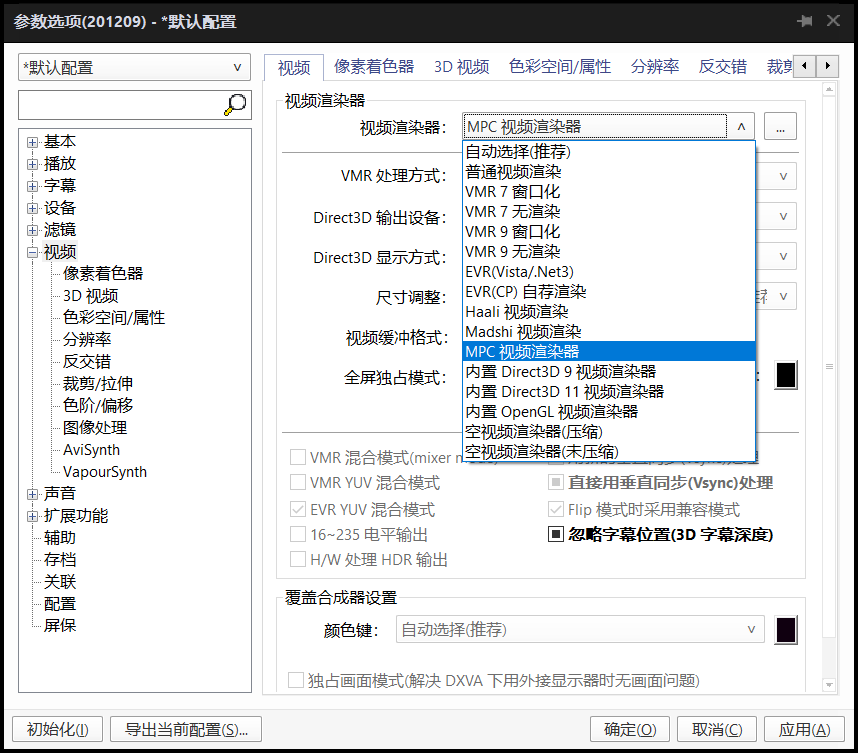 参数选项(201209) - *默认配置
*默认配置
基本
播放
字幕
设备
滤镜
视频
像素着色器
3D 视频
色彩空间/属性
分辨率
反交错
裁剪/拉伸
色阶/偏移
图像处理
AviSynth
VapourSynth
声音
扩展功能
辅助
存档
关联
配置
屏保
视频 像素着色器 3D 视频 色彩空间/属性 分辨率 反交错
视频渲染器
视频渲染器: MPC 视频渲染器 ...
VMR 处理方式:
Direct3D 输出设备:
Direct3D 显示方式:
尺寸调整:
视频缓冲格式:
全屏独占模式:
自动选择(推荐)
普通视频渲染
VMR 7 窗口化
VMR 7 无渲染
VMR 9 窗口化
VMR 9 无渲染
EVR(Vista/.Net3)
EVR(CP) 自荐渲染
Haali 视频渲染
Madshi 视频渲染
MPC 视频渲染器
内置 Direct3D 9 视频渲染器
内置 Direct3D 11 视频渲染器
内置 OpenGL 视频渲染器
空视频渲染器(压缩)
空视频渲染器(未压缩)
VMR 混合模式(mixer
VMR YUV 混合模式 直接用垂直同步(Vsync)处理
EVR YUV 混合模式 Flip 模式时采用兼容模式
16~235 电平输出 忽略字幕位置(3D 字幕深度)
H/W 处理 HDR 输出
覆盖合成器设置
颜色键: 自动选择(推荐)
独占画面模式(解决 DXVA 下用外接显示器时无画面问题)
初始化(I) 导出当前配置(S)... 确定(O) 取消(C) 应用(A)